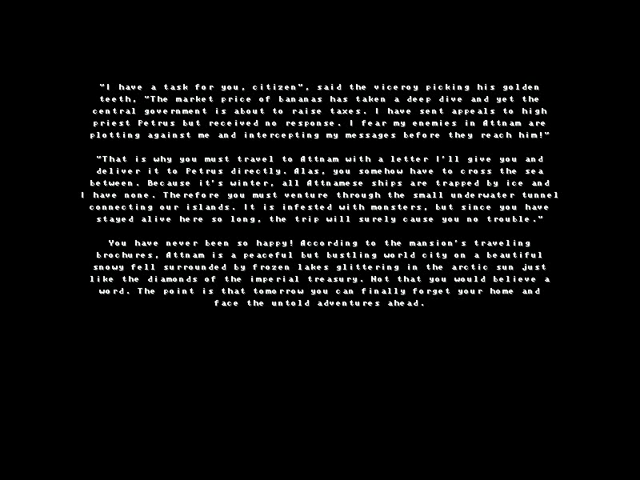 "I have a task for you, citizen", said the viceroy picking his golden
teeth, "The market price of bananas has taken a deep dive and yet the
central government is about to raise taxes. I have sent appeals to high
priest Petrus but received no response. I fear my enemies in Attnam are
plotting against me and intercepting my messages before they reach him!"
"That is why you must travel to Attnam with a letter I'll give you and
deliver it to Petrus directly. Alas, you somehow have to cross the sea
between. Because it's winter, all Attnamese ships are trapped by ice and
I have none. Therefore you must venture through the small underwater tunnel
connecting our islands. It is infested with monsters, but since you have
stayed alive here so long, the trip will surely cause you no trouble."
You have never been so happy! According to the mansion's traveling
brochures, Attnam is a peaceful but bustling world city on a beautiful
snowy fell surrounded by frozen lakes glittering in the arctic sun just
like the diamonds of the imperial treasury. Not that you would believe a
word. The point is that tomorrow you can finally forget your home and
face the untold adventures ahead.